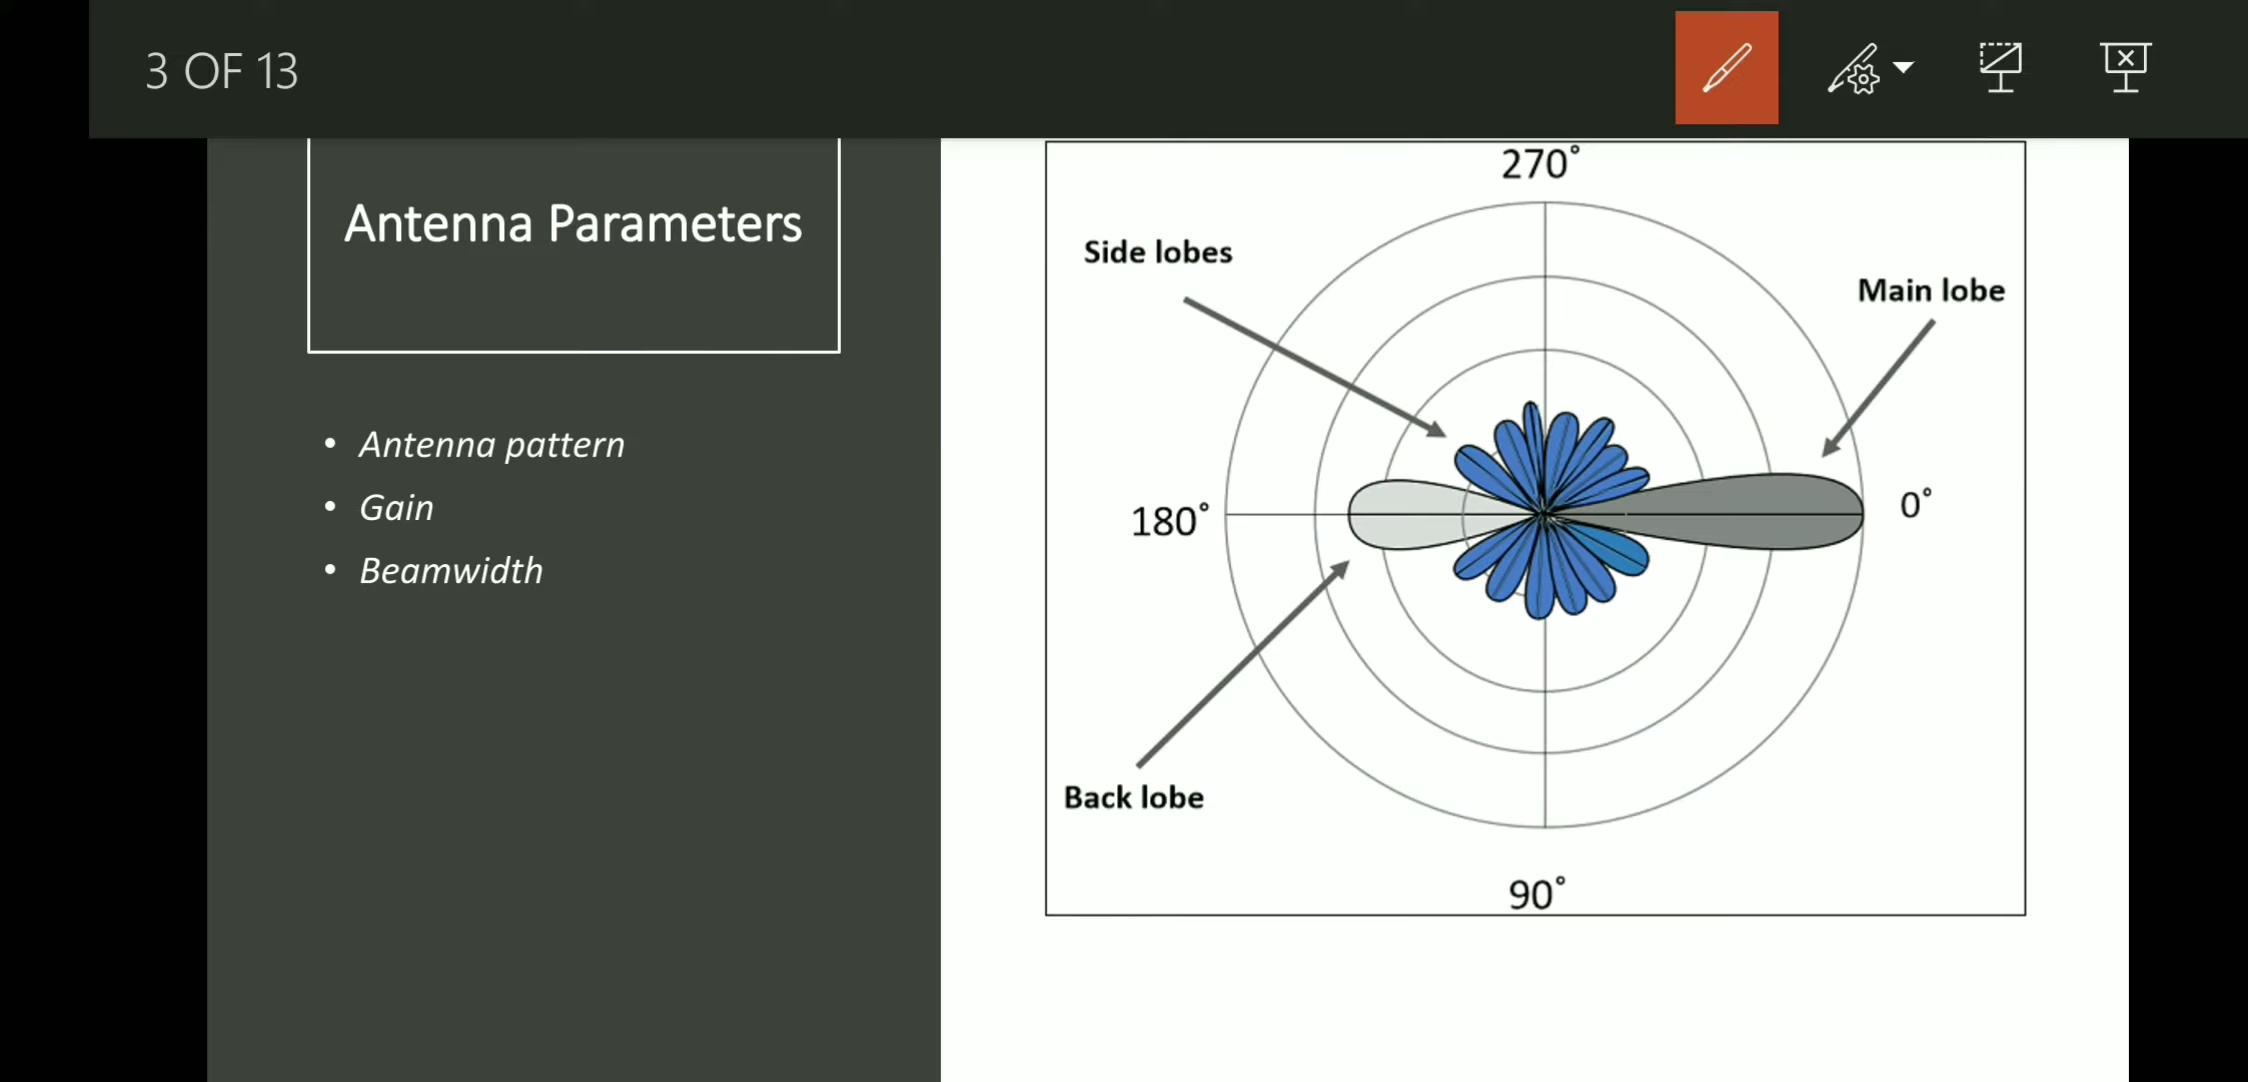 3 OF 13
Antenna Parameters
• Antenna pattern
• Gain
• Beamwidth
270°
Side lobes
Main lobe
180°
0°
Back lobe
90°